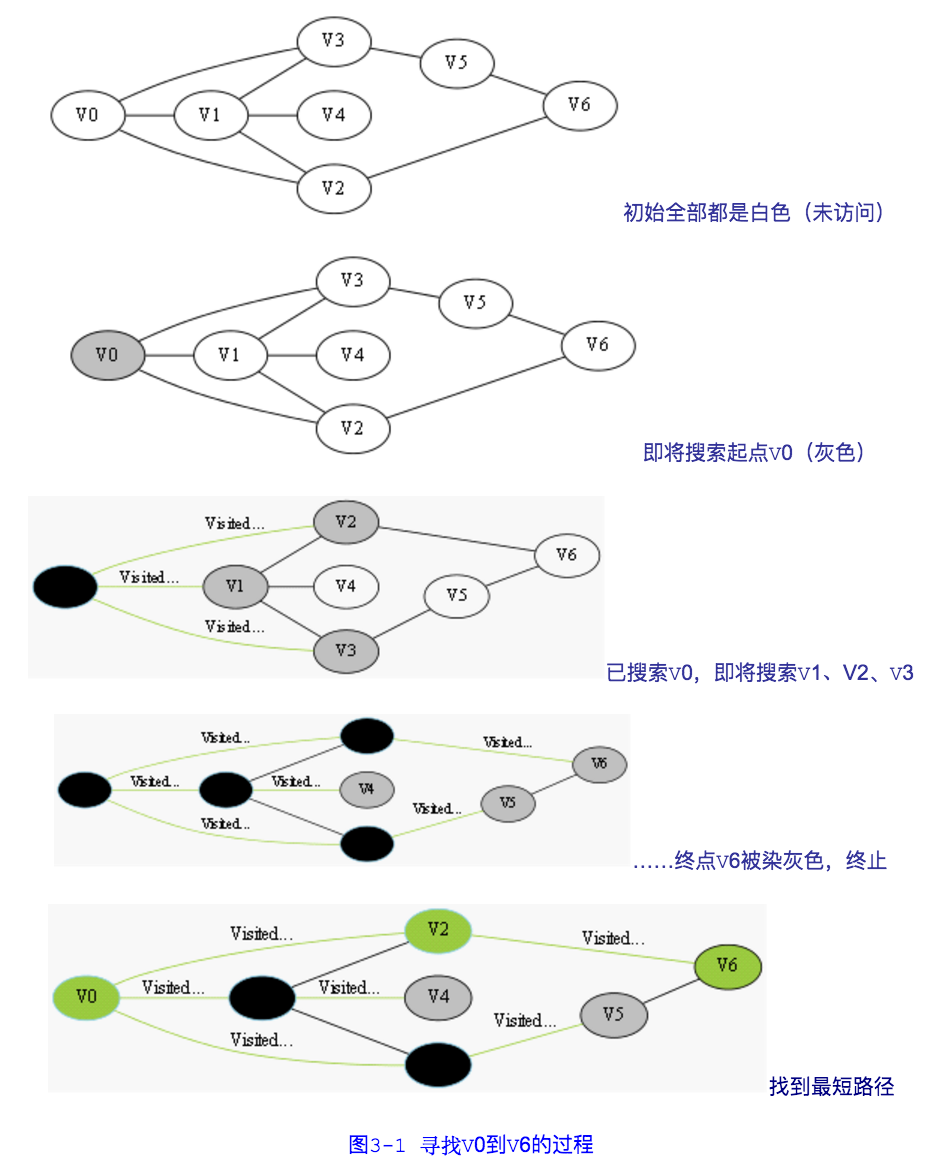 V3
V5
V0 V1 V4 V6
V2
初始全部都是白色（未访问）
V3
V5
V0 V1 V4 V6
V2
即将搜索起点V0（灰色）
Visited... V2
Visited... V1 V4 V5 V6
Visited... V3
已搜索V0，即将搜索V1、V2、V3
Visited... Visited...
Visited... Visited... V4 V5 V6
Visited... Visited...
……终点V6被染灰色，终止
Visited... V2 Visited...
V0 Visited... Visited... V4 V5 V6
Visited... Visited...
找到最短路径
图3-1 寻找V0到V6的过程